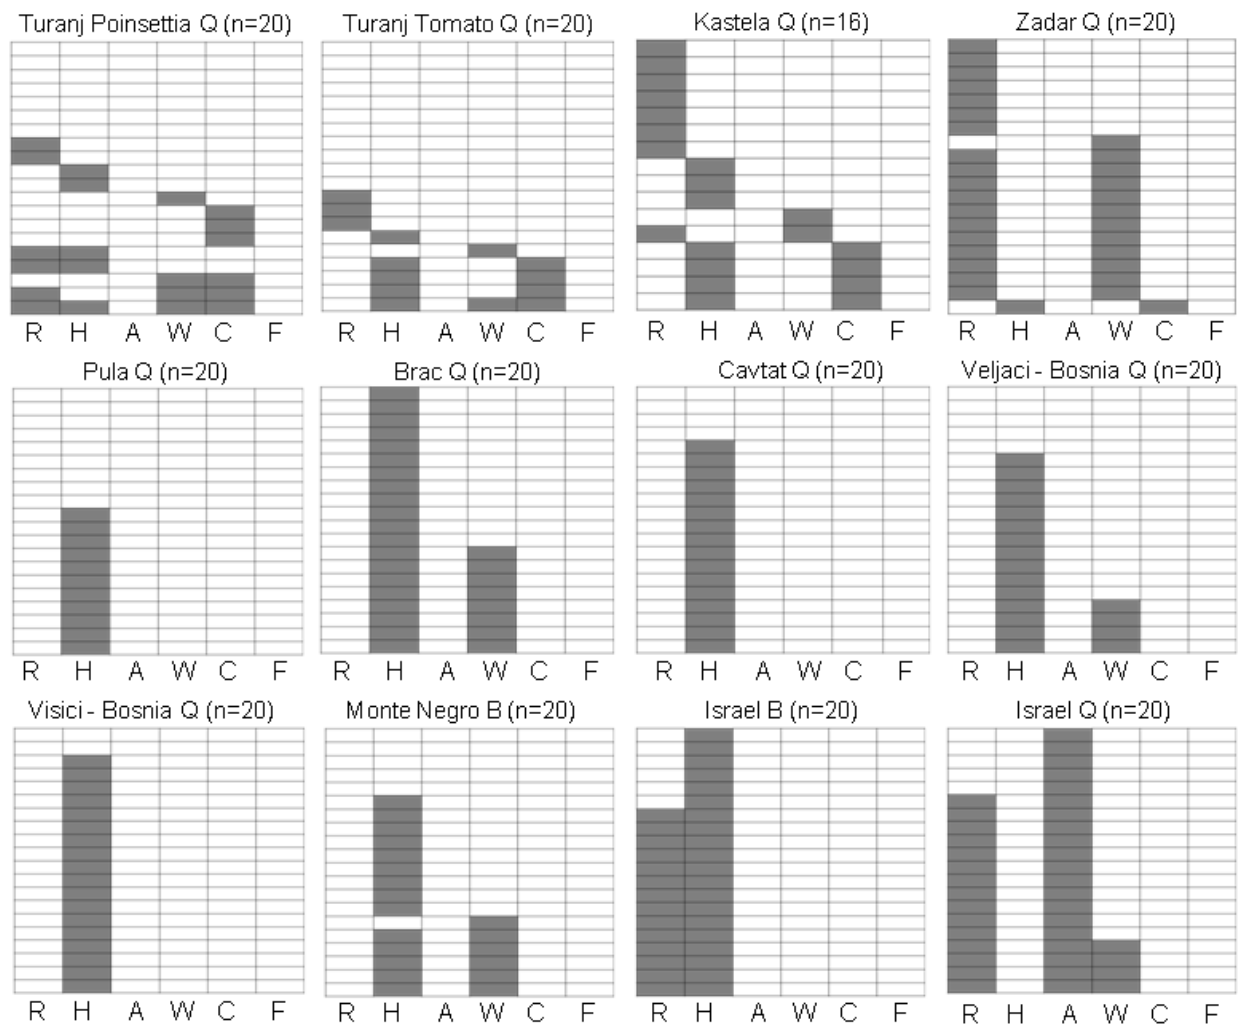 Turanj Poinsettia Q (n=20) Turanj Tomato Q (n=20) Kastela Q (n=16) Zadar Q (n=20)
R H A W C F R H A W C F R H A W C F R H A W C F
Pula Q (n=20) Brac Q (n=20) Cavtat Q (n=20) Veljaci - Bosnia Q (n=20)
R H A W C F R H A W C F R H A W C F R H A W C F
Visici - Bosnia Q (n=20) Monte Negro B (n=20) Israel B (n=20) Israel Q (n=20)
R H A W C F R H A W C F R H A W C F R H A W C F